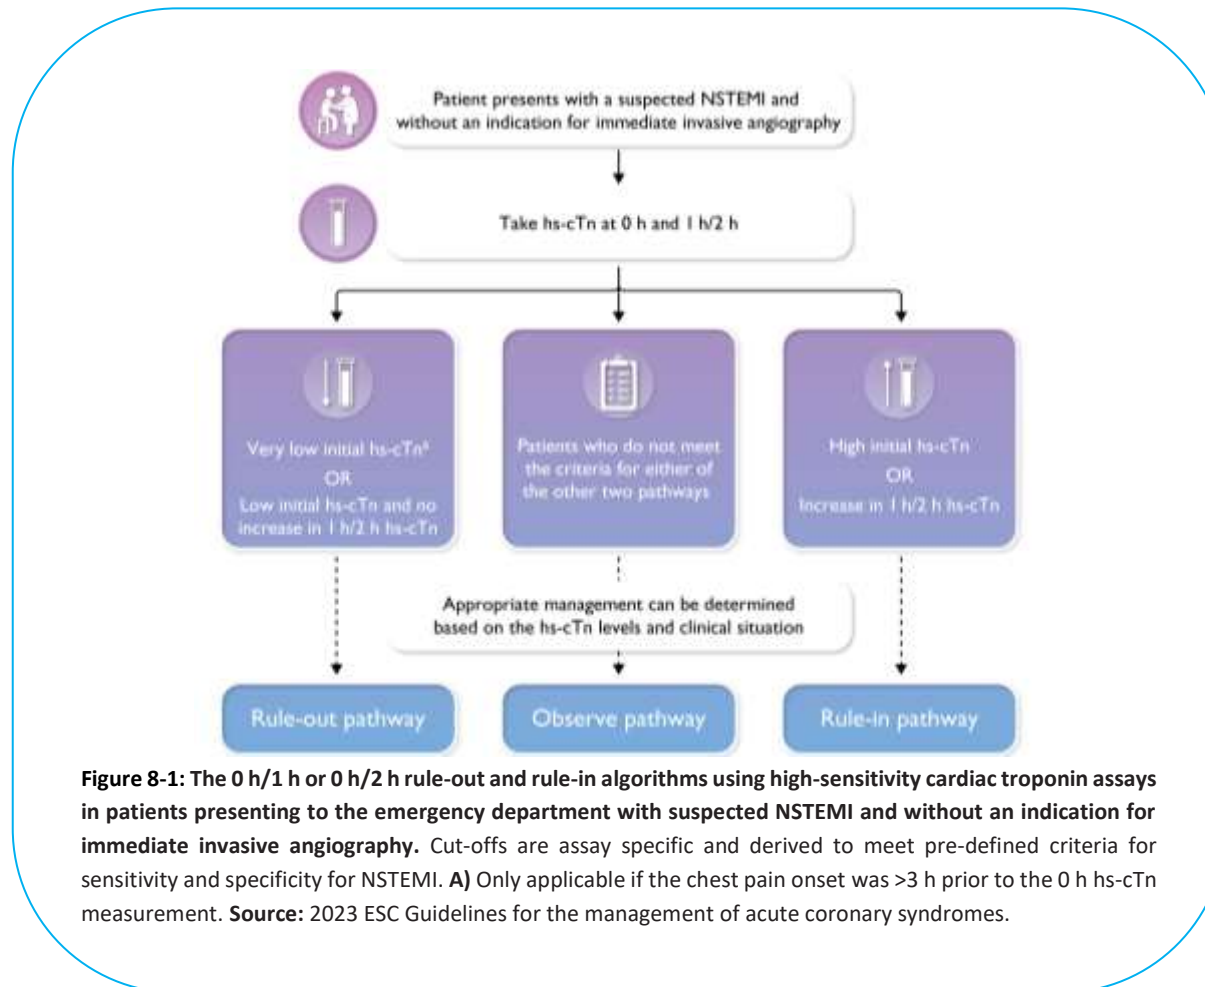 Patient presents with a suspected NSTEMI and
without an indication for immediate invasive angiography
Take hs-cTn at 0 h and 1 h/2 h
Very low initial hs-cTnᵃ
OR
Low initial hs-cTn and no
increase in 1 h/2 h hs-cTn
Patients who do not meet
the criteria for either of
the other two pathways
High initial hs-cTn
OR
Increase in 1 h/2 h hs-cTn
Appropriate management can be determined
based on the hs-cTn levels and clinical situation
Rule-out pathway
Observe pathway
Rule-in pathway
Figure 8-1: The 0 h/1 h or 0 h/2 h rule-out and rule-in algorithms using high-sensitivity cardiac troponin assays
in patients presenting to the emergency department with suspected NSTEMI and without an indication for
immediate invasive angiography. Cut-offs are assay specific and derived to meet pre-defined criteria for
sensitivity and specificity for NSTEMI. A) Only applicable if the chest pain onset was >3 h prior to the 0 h hs-cTn
measurement. Source: 2023 ESC Guidelines for the management of acute coronary syndromes.